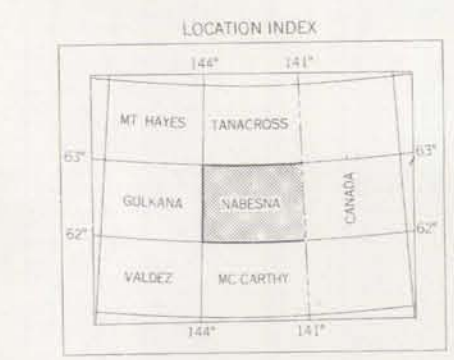 LOCATION INDEX
144° 141°
MT HAYES TANACROSS
63° 63°
GULKANA NABESNA CANADA
62° 62°
VALDEZ MC CARTHY
144° 141°